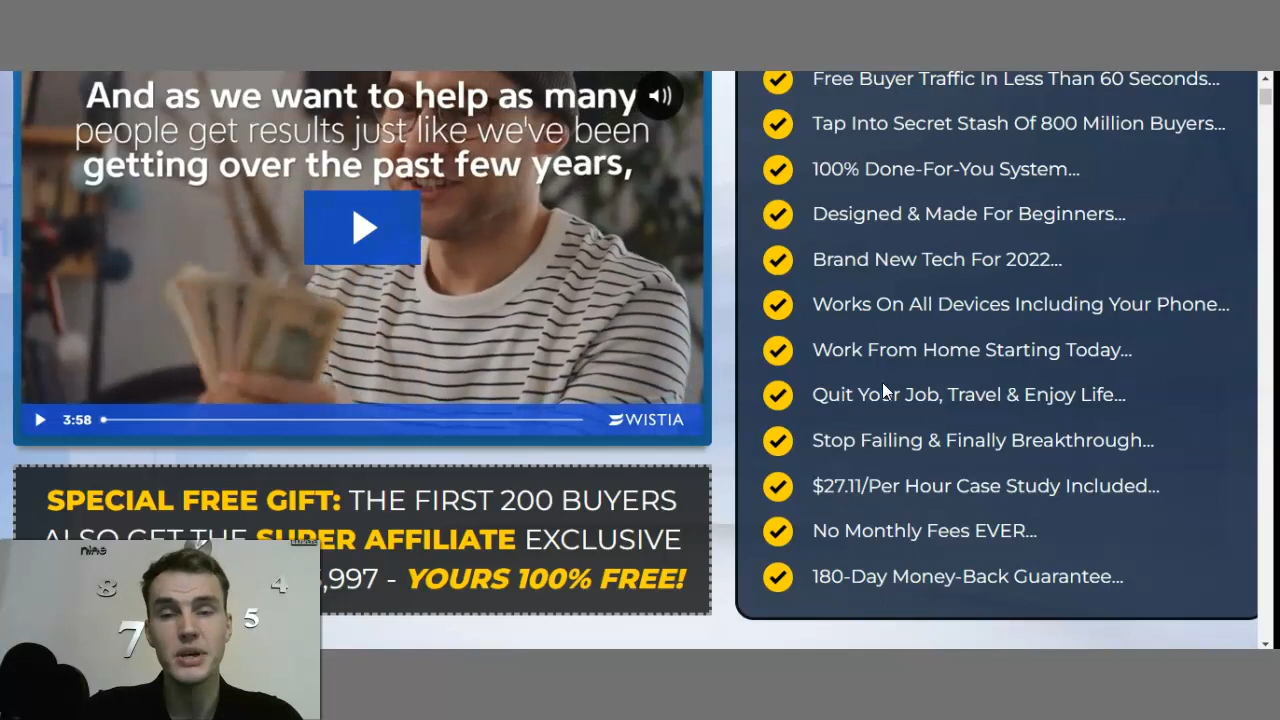 And as we want to help as many
people get results just like we've been
getting over the past few years,
3:58
WISTIA
SPECIAL FREE GIFT: THE FIRST 200 BUYERS
ALSO GET THE SUPER AFFILIATE EXCLUSIVE
,997 - YOURS 100% FREE!
Free Buyer Traffic In Less Than 60 Seconds...
Tap Into Secret Stash Of 800 Million Buyers...
100% Done-For-You System...
Designed & Made For Beginners...
Brand New Tech For 2022...
Works On All Devices Including Your Phone...
Work From Home Starting Today...
Quit Your Job, Travel & Enjoy Life...
Stop Failing & Finally Breakthrough...
$27.11/Per Hour Case Study Included...
No Monthly Fees EVER...
180-Day Money-Back Guarantee...
nine
8
4
7
5